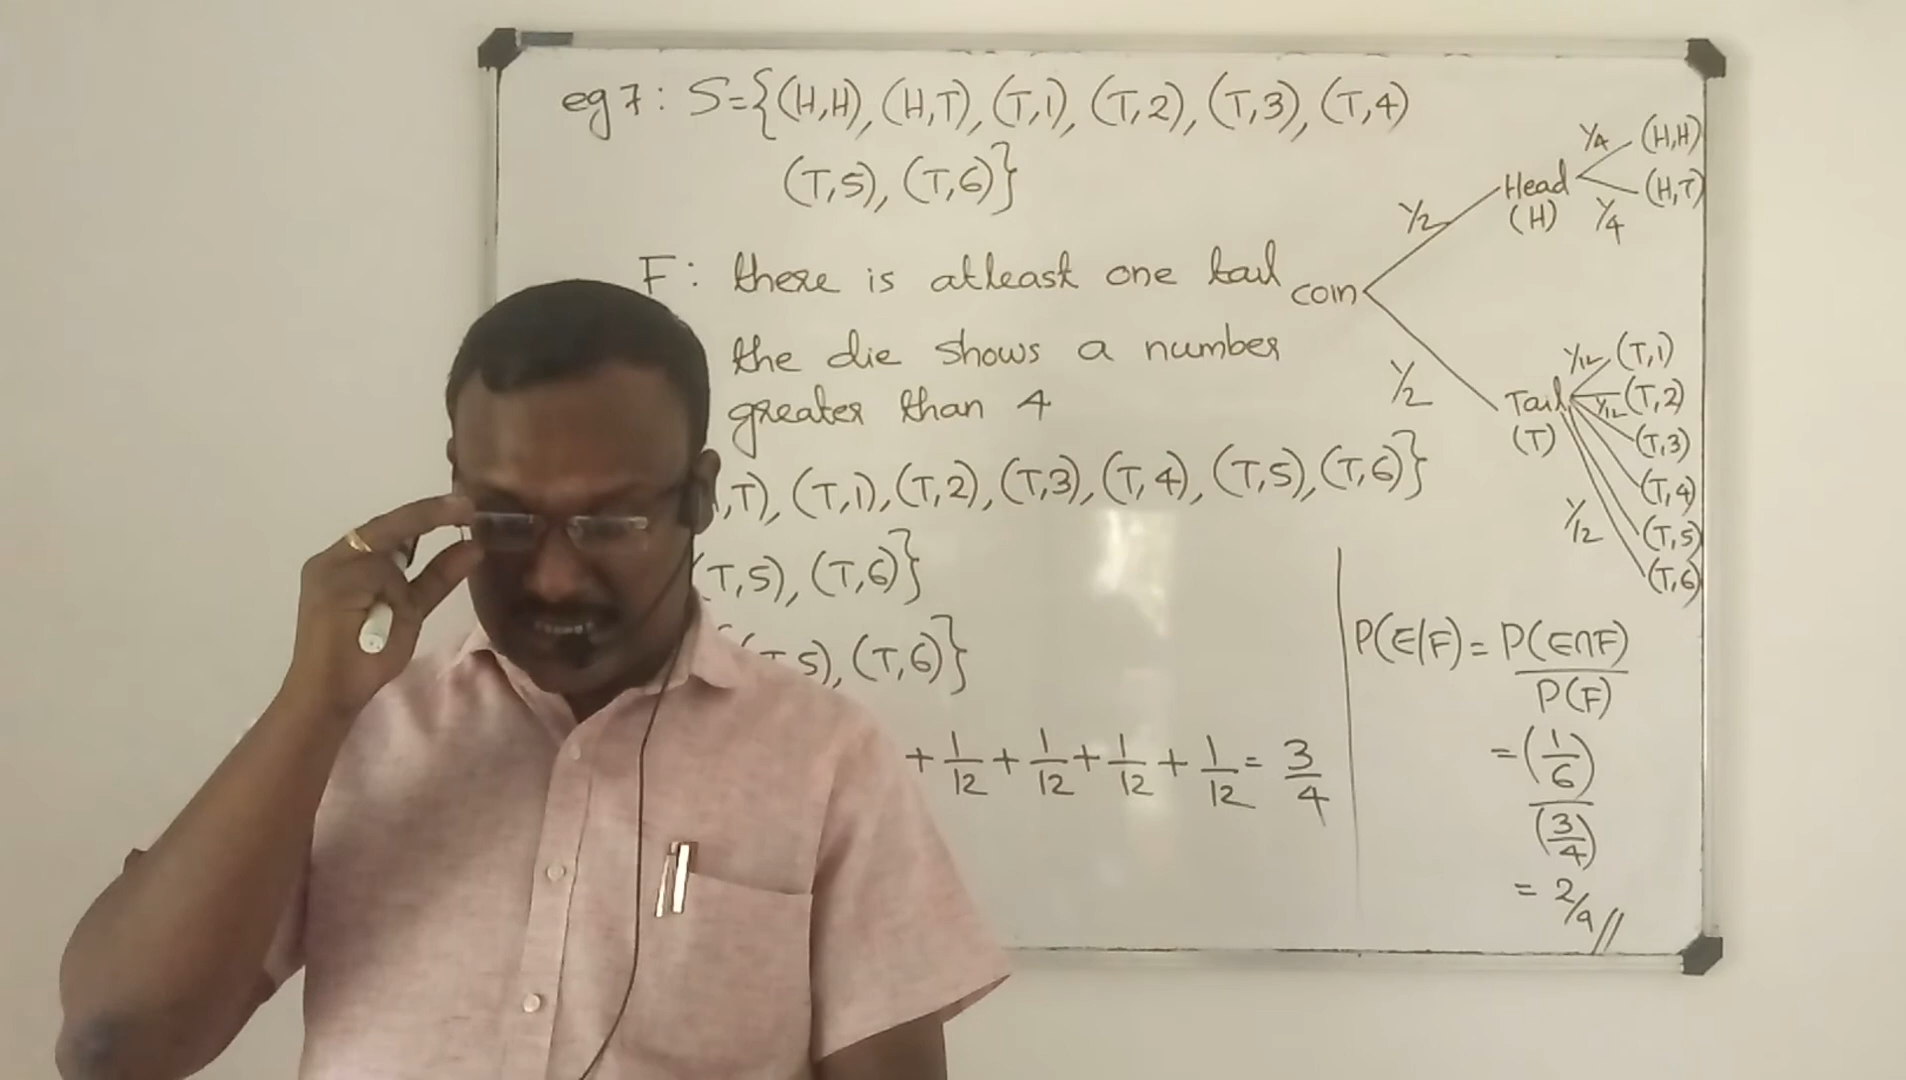 eg 7: S={(H,H), (H,T), (T,1), (T,2), (T,3), (T,4)
(T,5), (T,6)}
F: there is atleast one tail
the die shows a number
greater than 4
,T), (T,1), (T,2), (T,3), (T,4), (T,5), (T,6)}
(T,5), (T,6)}
5), (T,6)}
+ 1/12 + 1/12 + 1/12 + 1/12 = 3/4
coin
1/2
Head
(H)
1/4
(H,H)
(H,T)
1/4
1/2
Tail
(T)
1/12
(T,1)
1/12
(T,2)
(T,3)
(T,4)
1/12
(T,5)
(T,6)
P(E|F) = P(E∩F)
P(F)
= (1/6)
(3/4)
= 2/9 //